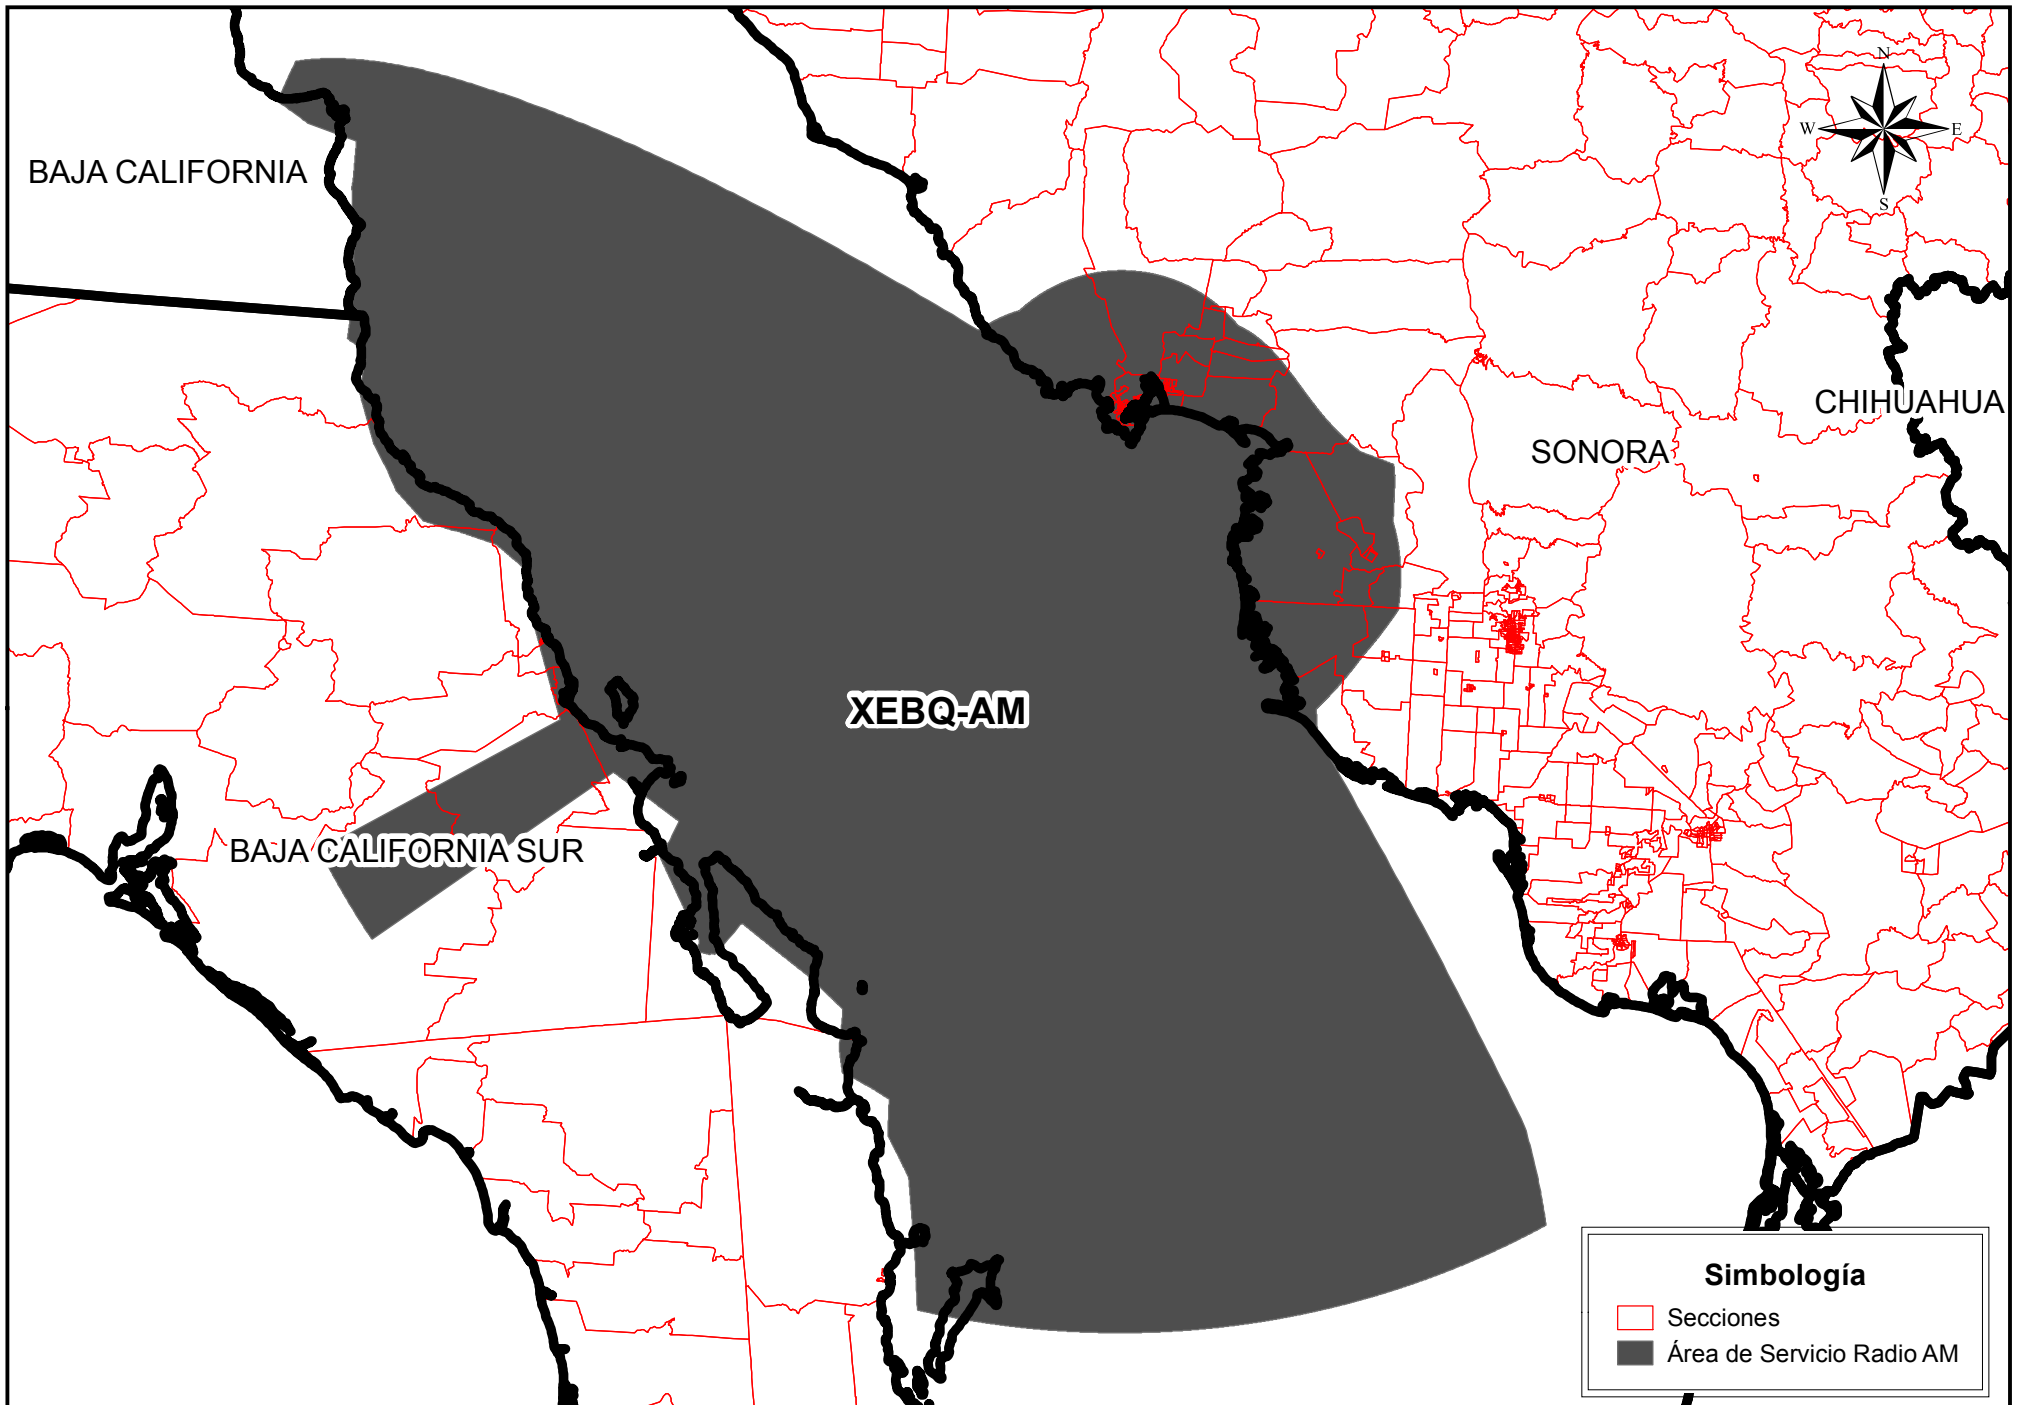 N
W E
S
BAJA CALIFORNIA
CHIHUAHUA
SONORA
XEBQ-AM
BAJA CALIFORNIA SUR
Simbología
Secciones
Área de Servicio Radio AM